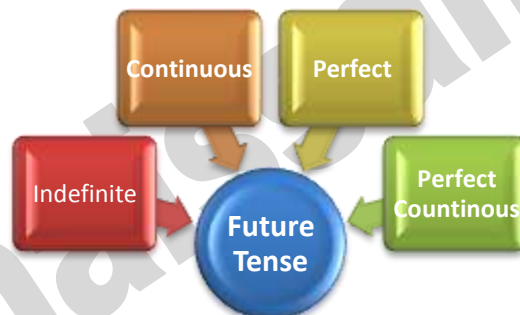 Continuous
Perfect
Indefinite
Perfect
Countinous
Future
Tense